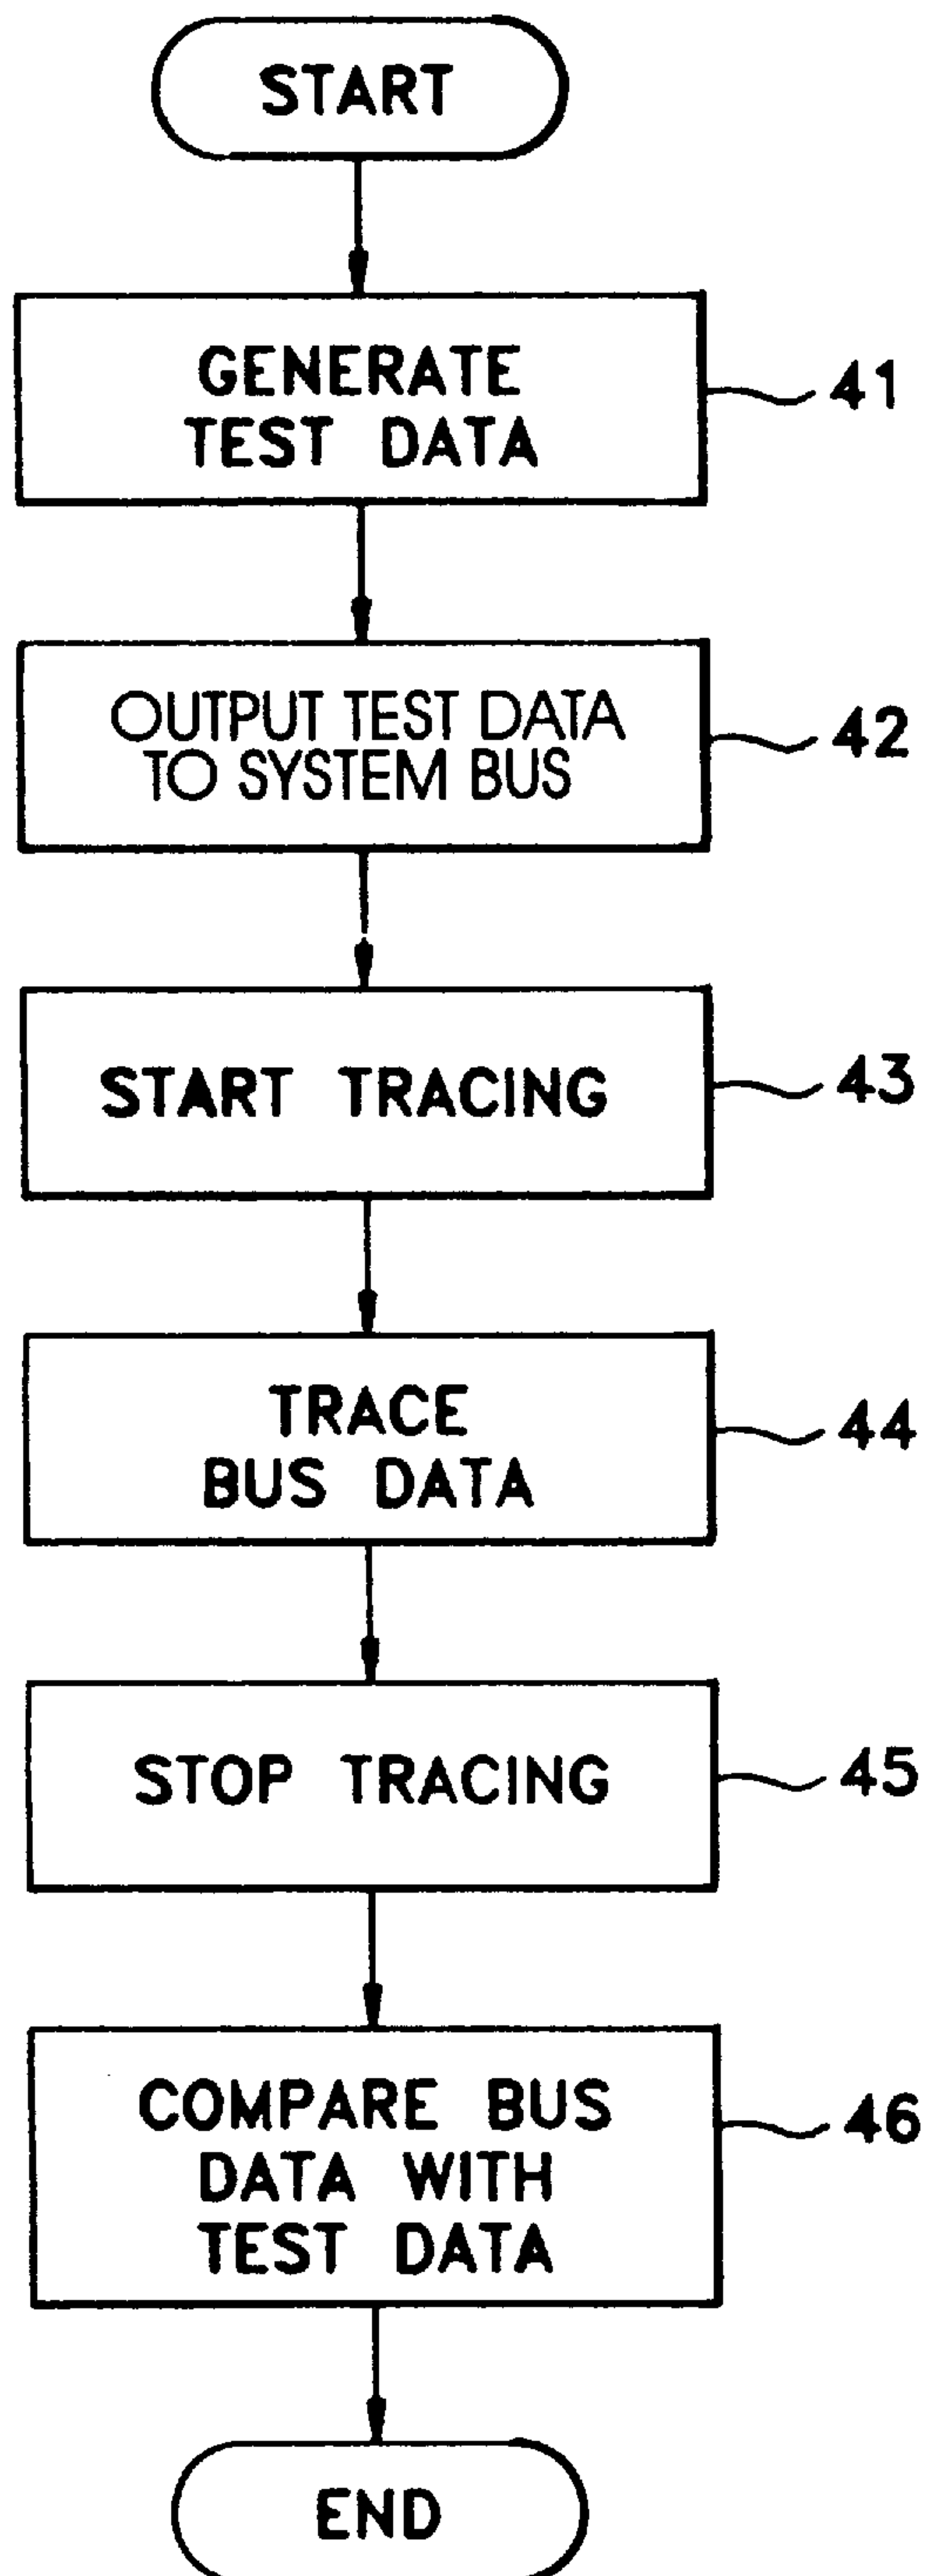 START
GENERATE
TEST DATA
41
OUTPUT TEST DATA
TO SYSTEM BUS
42
START TRACING
43
TRACE
BUS DATA
44
STOP TRACING
45
COMPARE BUS
DATA WITH
TEST DATA
46
END